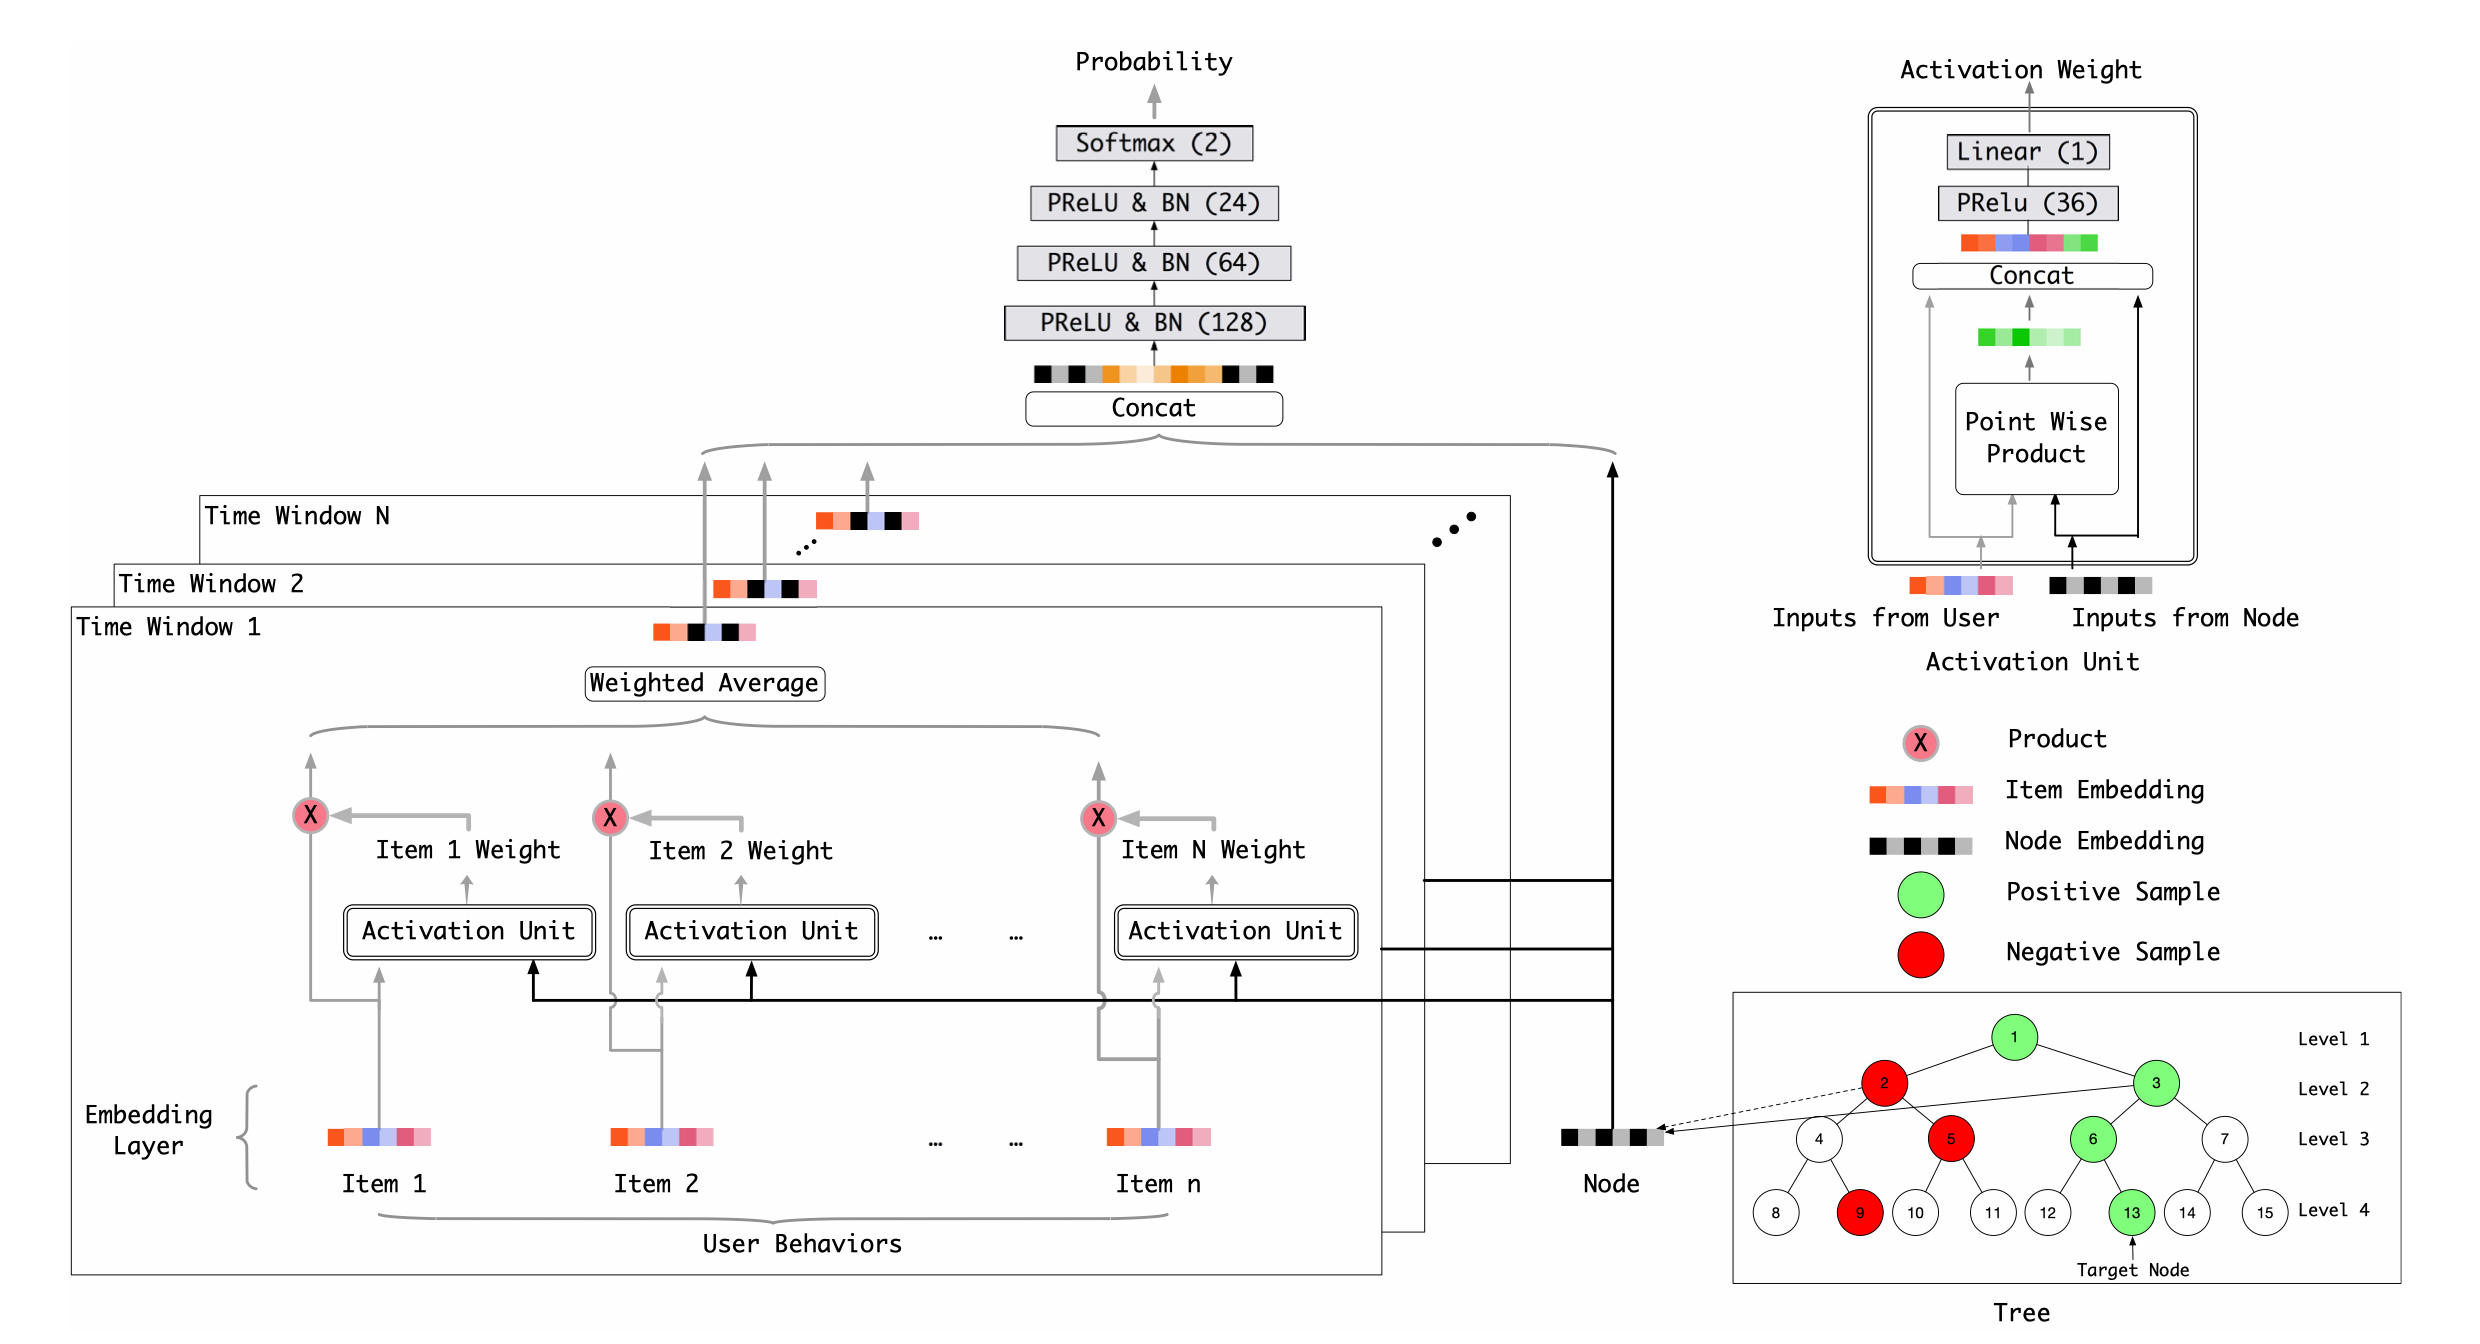 Probability
Softmax (2)
PReLU & BN (24)
PReLU & BN (64)
PReLU & BN (128)
Concat
Time Window N
Time Window 2
Time Window 1
Weighted Average
X
X
X
Item 1 Weight
Item 2 Weight
Item N Weight
Activation Unit
Activation Unit
... ...
Activation Unit
Embedding
Layer
... ...
Item 1
Item 2
Item n
User Behaviors
Node
Activation Weight
Linear (1)
PRelu (36)
Concat
Point Wise
Product
Inputs from User
Inputs from Node
Activation Unit
X
Product
Item Embedding
Node Embedding
Positive Sample
Negative Sample
1
Level 1
2
3
Level 2
4
5
6
7
Level 3
8
9
10
11
12
13
14
15
Level 4
Target Node
Tree